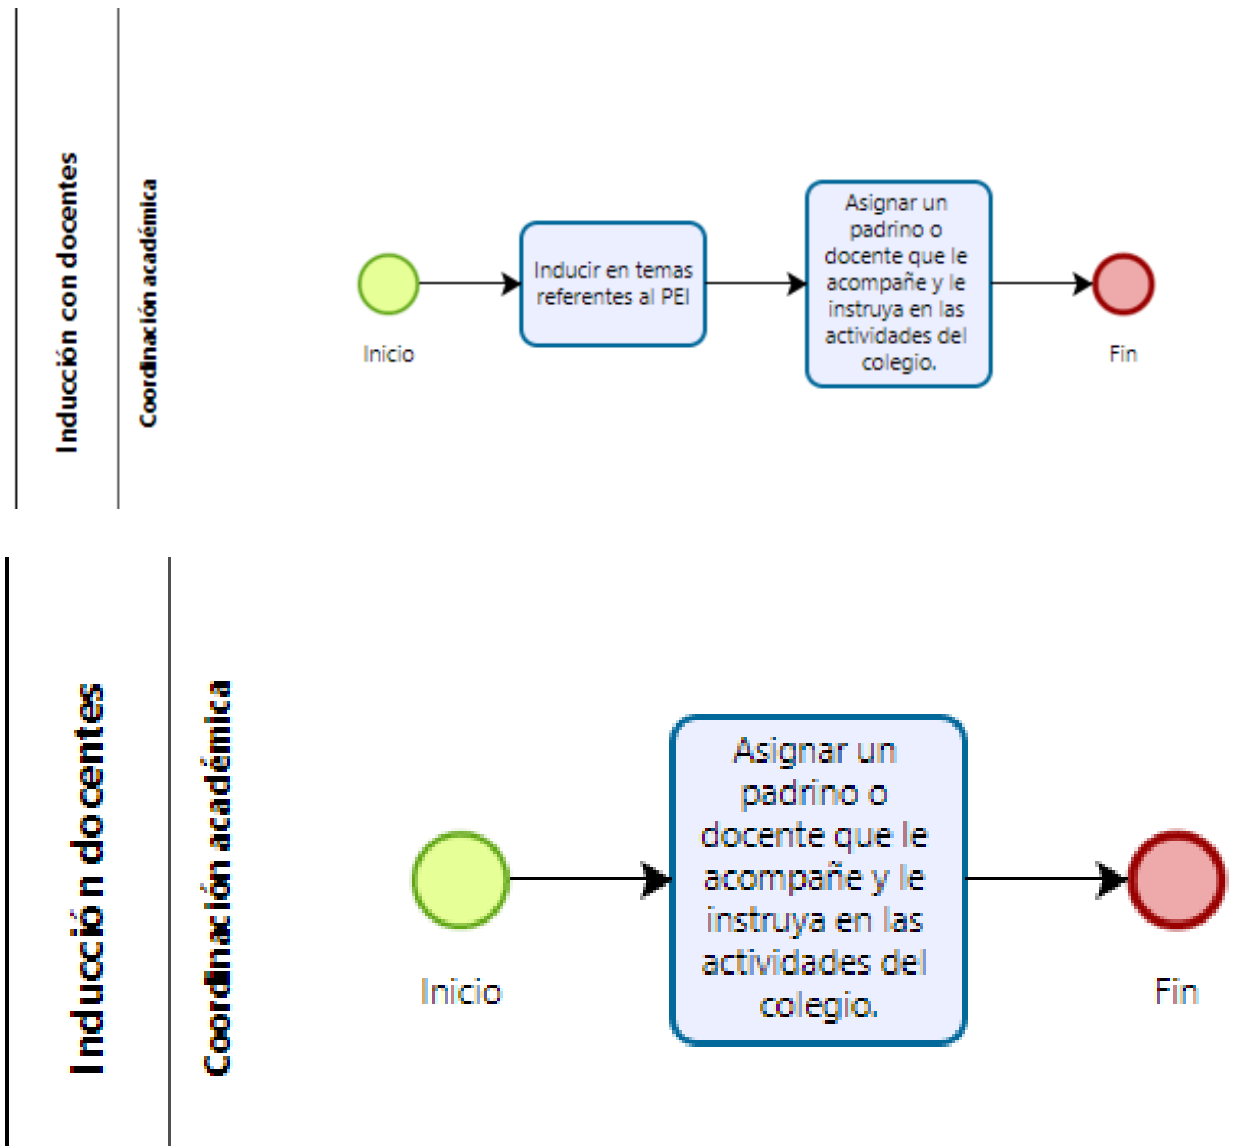 Inducción con docentes
Coordinación académica
Inicio
Inducir en temas
referentes al PEI
Asignar un
padrino o
docente que le
acompañe y le
instruya en las
actividades del
colegio.
Fin
Inducción docentes
Coordinación académica
Inicio
Asignar un
padrino o
docente que le
acompañe y le
instruya en las
actividades del
colegio.
Fin